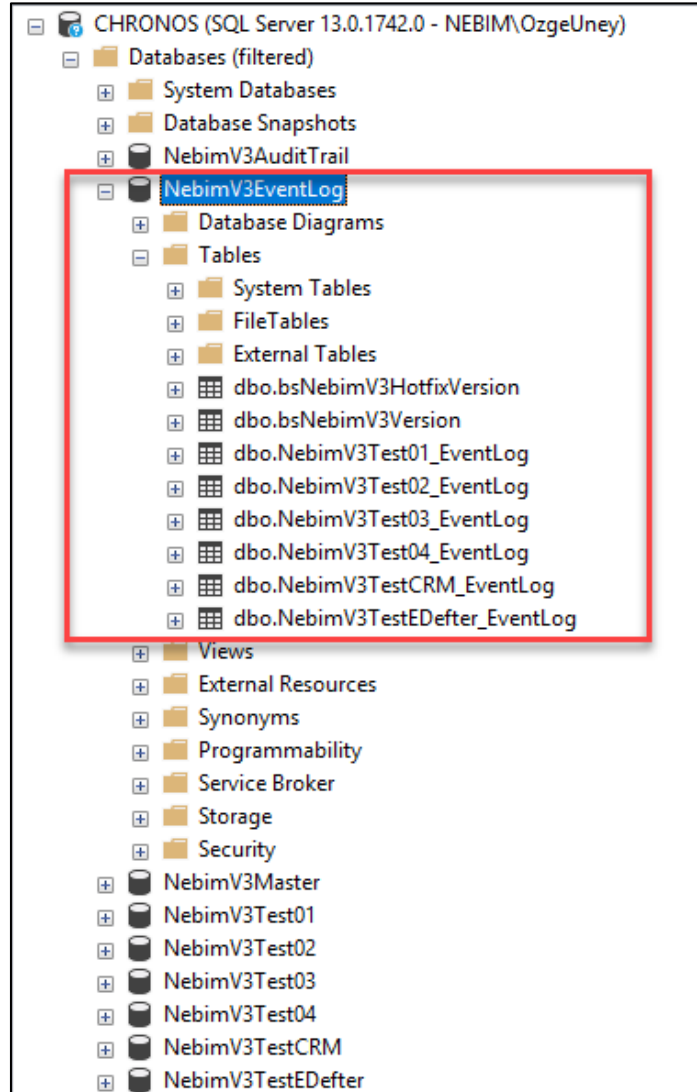 CHRONOS (SQL Server 13.0.1742.0 - NEBIM\OzgeUney)
Databases (filtered)
System Databases
Database Snapshots
NebimV3AuditTrail
NebimV3EventLog
Database Diagrams
Tables
System Tables
FileTables
External Tables
dbo.bsNebimV3HotfixVersion
dbo.bsNebimV3Version
dbo.NebimV3Test01_EventLog
dbo.NebimV3Test02_EventLog
dbo.NebimV3Test03_EventLog
dbo.NebimV3Test04_EventLog
dbo.NebimV3TestCRM_EventLog
dbo.NebimV3TestEDefter_EventLog
Views
External Resources
Synonyms
Programmability
Service Broker
Storage
Security
NebimV3Master
NebimV3Test01
NebimV3Test02
NebimV3Test03
NebimV3Test04
NebimV3TestCRM
NebimV3TestEDefter